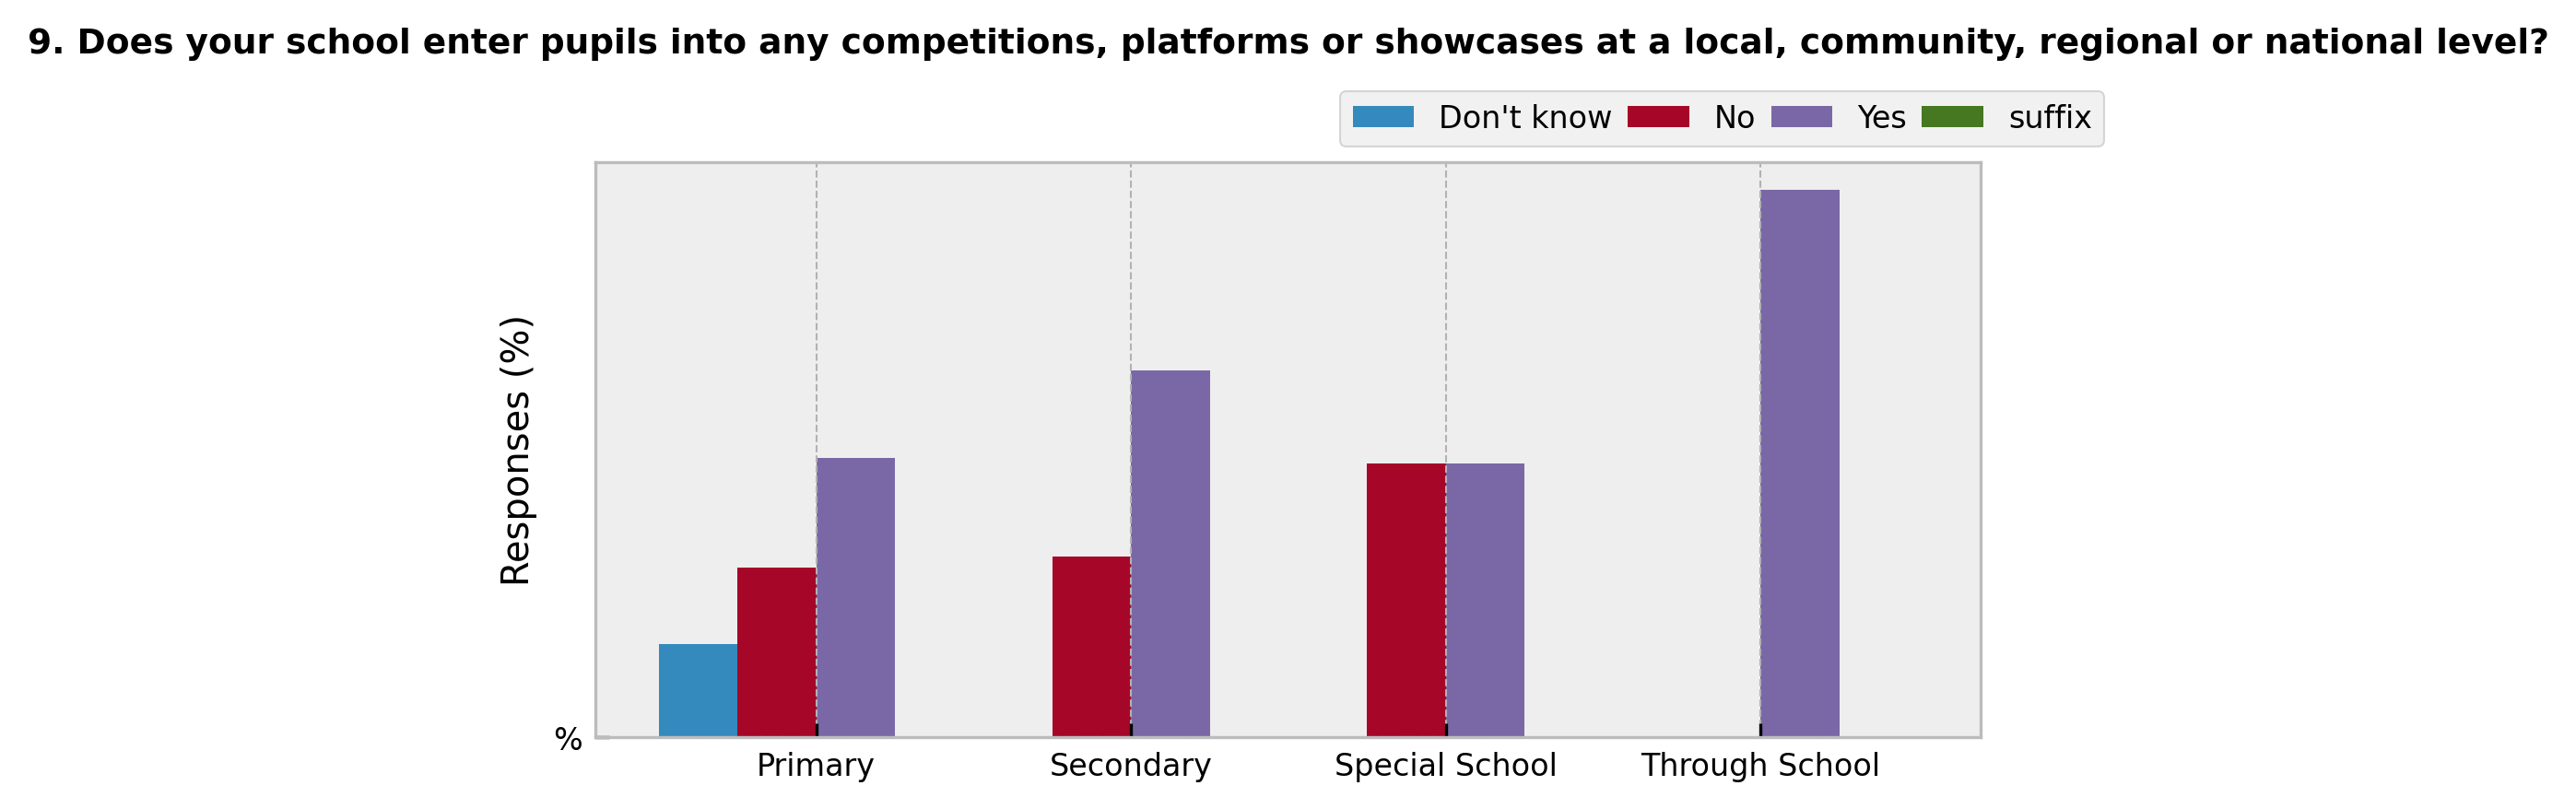 9. Does your school enter pupils into any competitions, platforms or showcases at a local, community, regional or national level?
Don't know No Yes suffix
Responses (%)
%
Primary Secondary Special School Through School